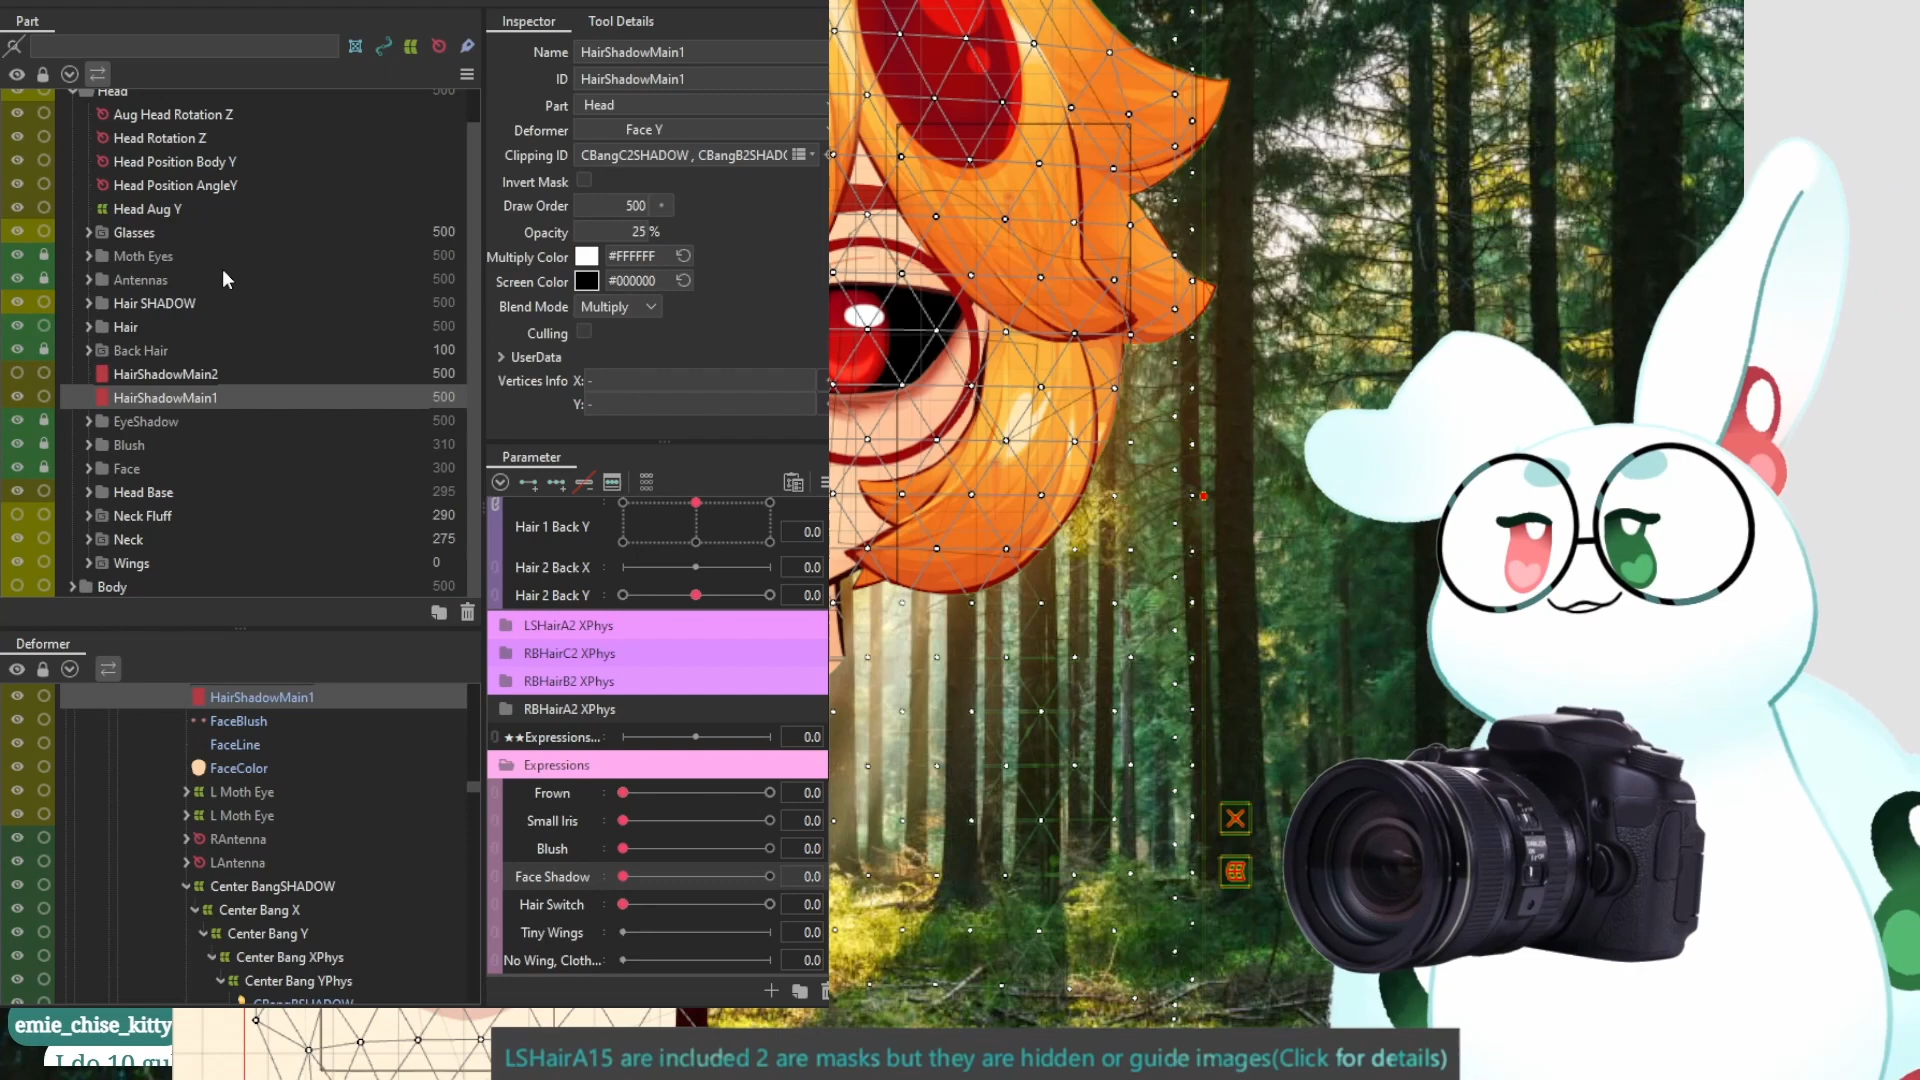 Part
Head 500
Aug Head Rotation Z
Head Rotation Z
Head Position Body Y
Head Position AngleY
Head Aug Y
Glasses 500
Moth Eyes 500
Antennas 500
Hair SHADOW 500
Hair 500
Back Hair 100
HairShadowMain2 500
HairShadowMain1 500
EyeShadow 500
Blush 310
Face 300
Head Base 295
Neck Fluff 290
Neck 275
Wings 0
Body 500
Deformer
HairShadowMain1
FaceBlush
FaceLine
FaceColor
L Moth Eye
L Moth Eye
RAntenna
LAntenna
Center BangSHADOW
Center Bang X
Center Bang Y
Center Bang XPhys
Center Bang YPhys
CBangBSHADOW
Inspector Tool Details
Name HairShadowMain1
ID HairShadowMain1
Part Head
Deformer Face Y
Clipping ID CBangC2SHADOW , CBangB2SHADO
Invert Mask
Draw Order 500
Opacity 25 %
Multiply Color #FFFFFF
Screen Color #000000
Blend Mode Multiply
Culling
UserData
Vertices Info X: -
Y: -
Parameter
Hair 1 Back Y 0.0
Hair 2 Back X 0.0
Hair 2 Back Y 0.0
LSHairA2 XPhys
RBHairC2 XPhys
RBHairB2 XPhys
RBHairA2 XPhys
★★Expressions... : 0.0
Expressions
Frown : 0.0
Small Iris : 0.0
Blush : 0.0
Face Shadow : 0.0
Hair Switch : 0.0
Tiny Wings : 0.0
No Wing, Cloth... : 0.0
emie_chise_kitty
I do 10 gu
LSHairA15 are included 2 are masks but they are hidden or guide images(Click for details)